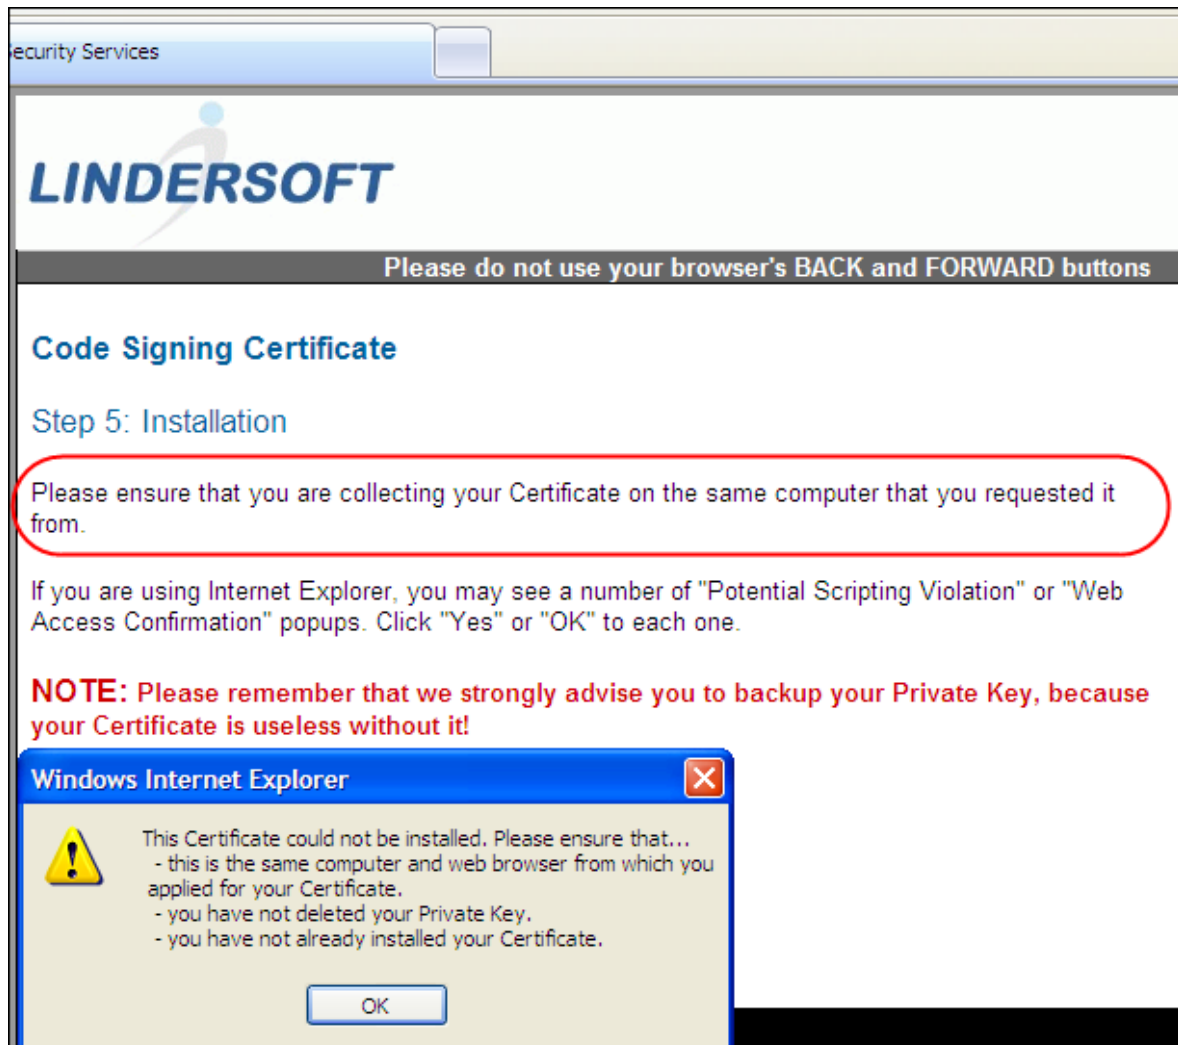 ecurity Services
LINDERSOFT
Please do not use your browser's BACK and FORWARD buttons
Code Signing Certificate
Step 5: Installation
Please ensure that you are collecting your Certificate on the same computer that you requested it
from.
If you are using Internet Explorer, you may see a number of "Potential Scripting Violation" or "Web
Access Confirmation" popups. Click "Yes" or "OK" to each one.
NOTE: Please remember that we strongly advise you to backup your Private Key, because
your Certificate is useless without it!
Windows Internet Explorer
This Certificate could not be installed. Please ensure that...
- this is the same computer and web browser from which you
applied for your Certificate.
- you have not deleted your Private Key.
- you have not already installed your Certificate.
OK